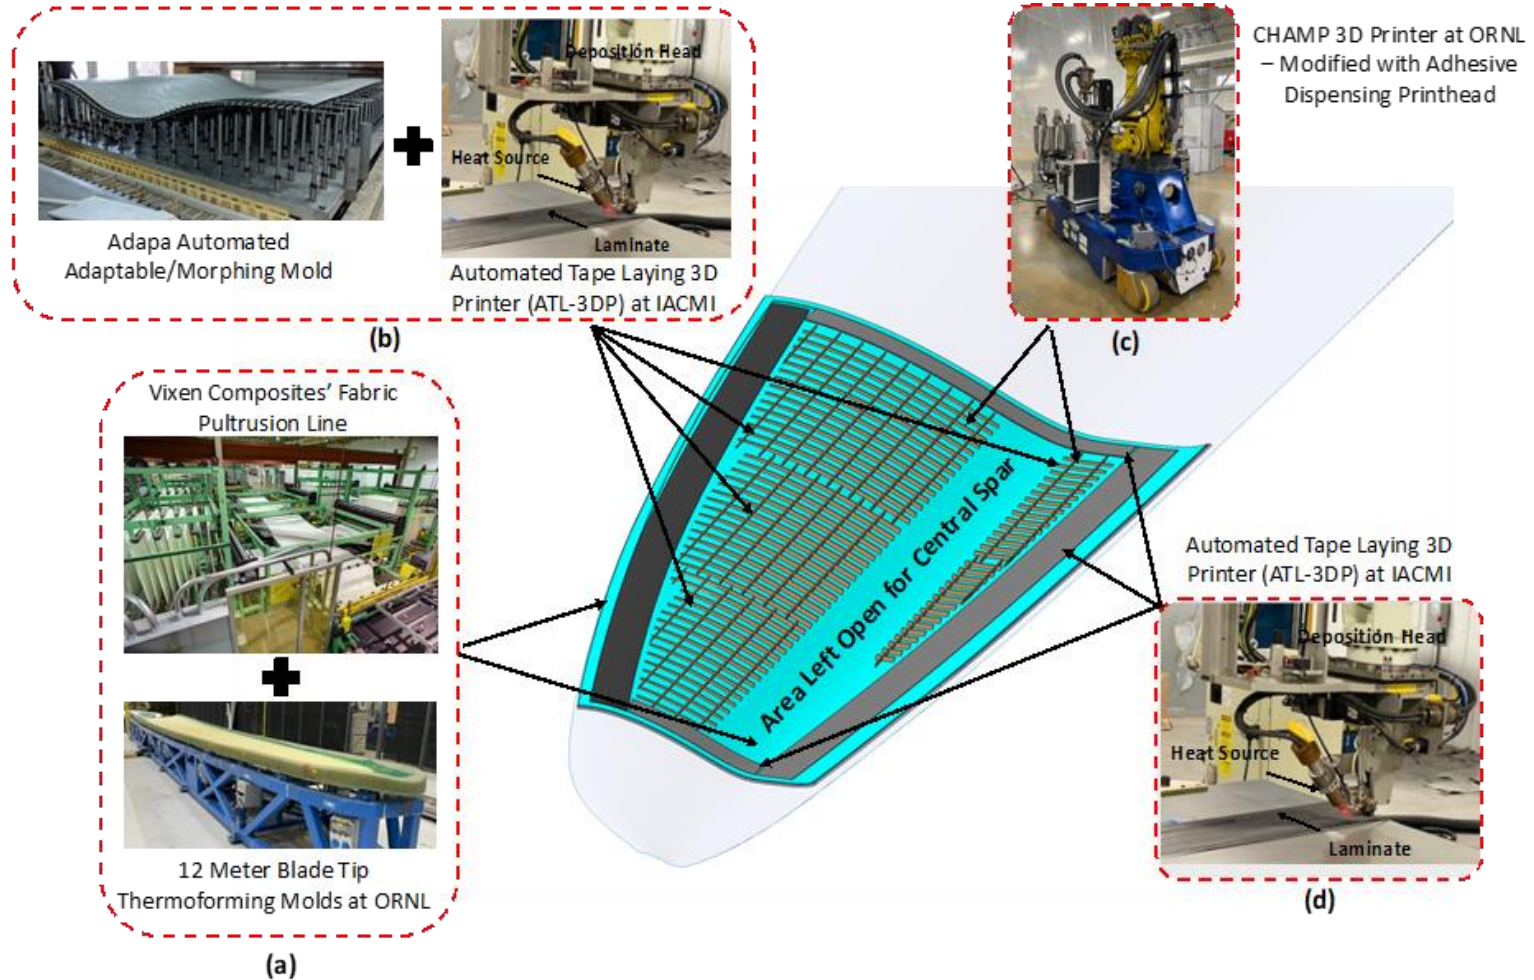 Deposition Head
Heat Source
Laminate
Adapa Automated
Adaptable/Morphing Mold
Automated Tape Laying 3D
Printer (ATL-3DP) at IACMI
(b)
CHAMP 3D Printer at ORNL
– Modified with Adhesive
Dispensing Printhead
(c)
Vixen Composites’ Fabric
Pultrusion Line
12 Meter Blade Tip
Thermoforming Molds at ORNL
(a)
Area Left Open for Central Spar
Automated Tape Laying 3D
Printer (ATL-3DP) at IACMI
Deposition Head
Heat Source
Laminate
(d)